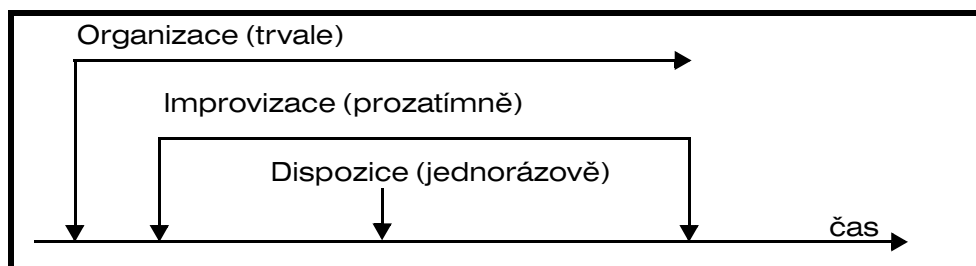 Organizace (trvale)
Improvizace (prozatímně)
Dispozice (jednorázově)
čas